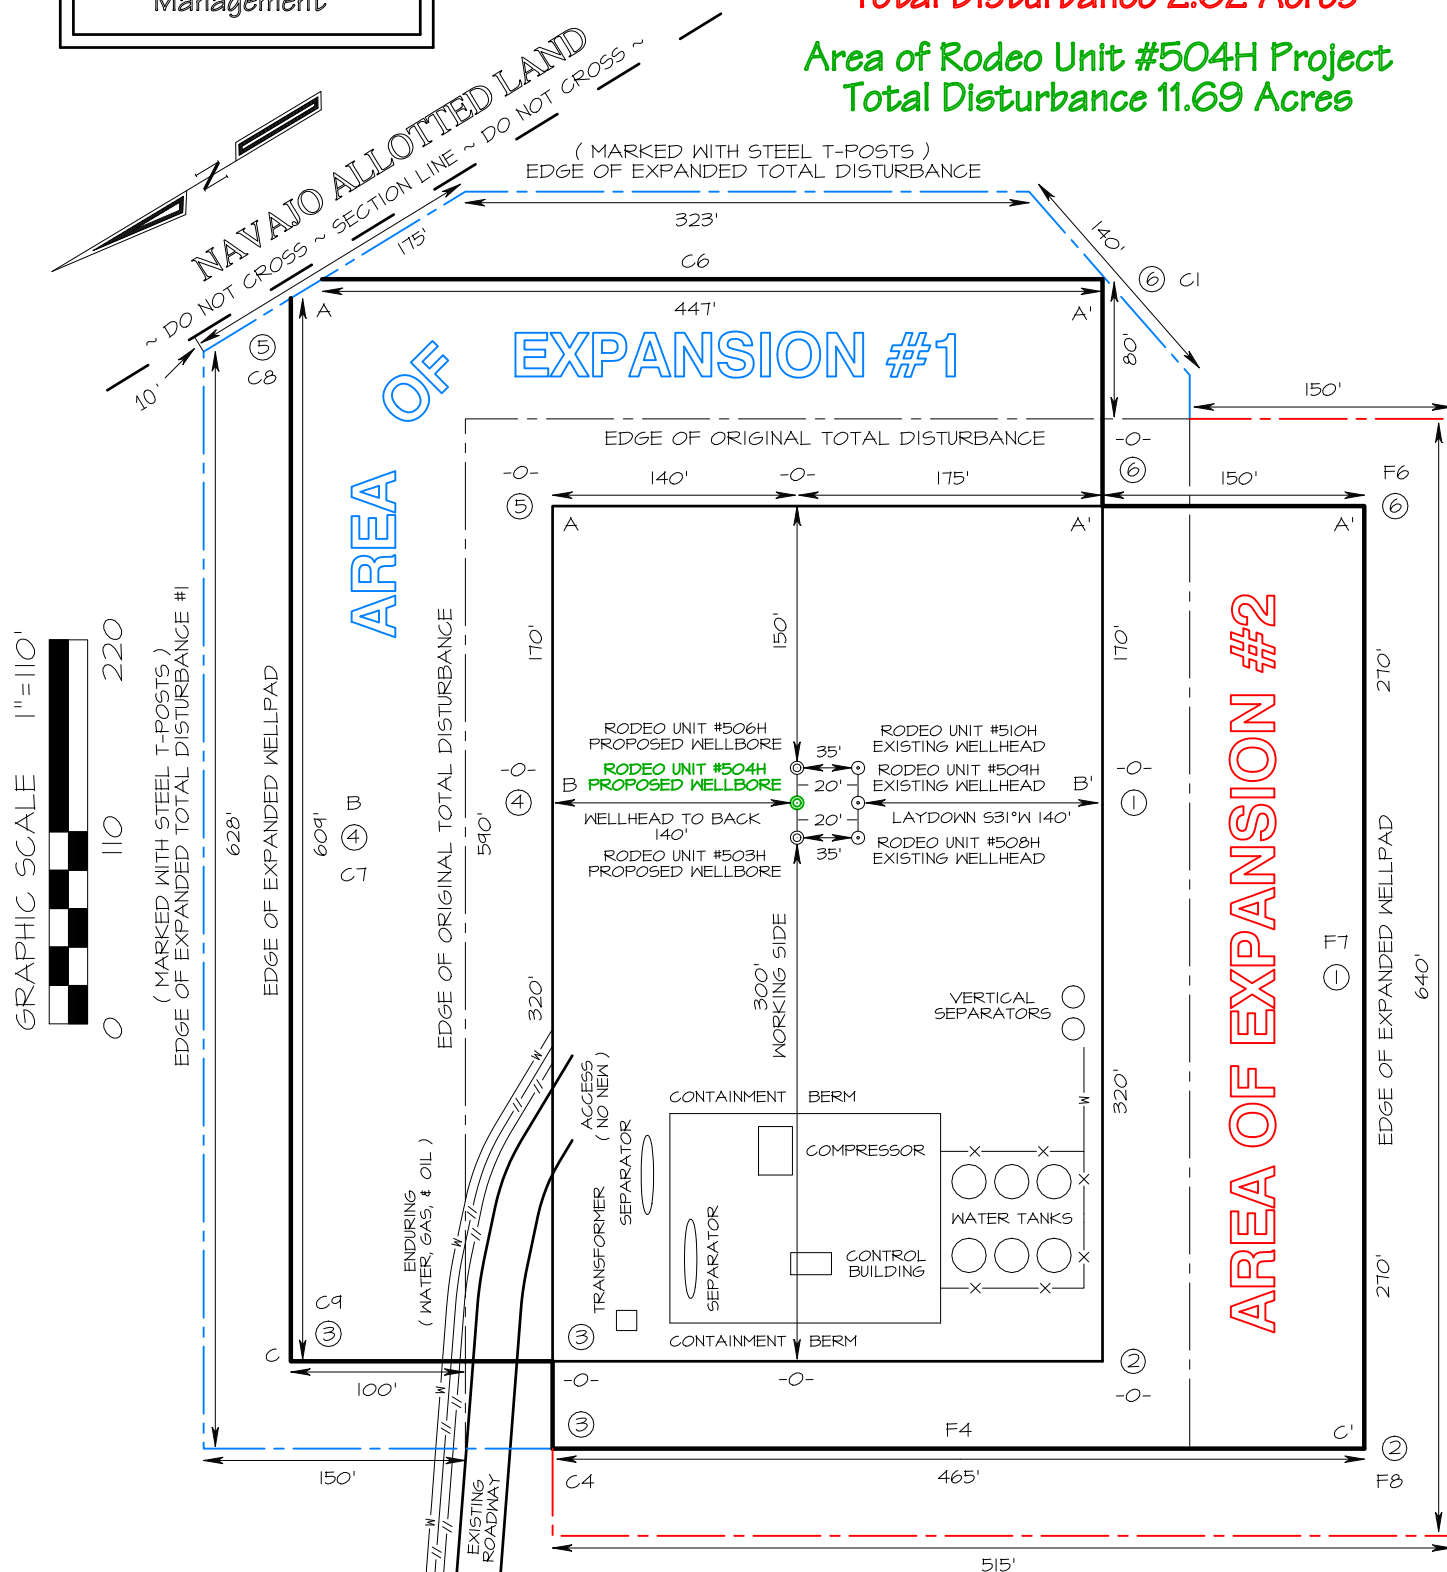 Management
Total Disturbance 2.82 Acres
Area of Rodeo Unit #504H Project
Total Disturbance 11.69 Acres
N
NAVAJO ALLOTTED LAND
~ DO NOT CROSS ~ SECTION LINE ~ DO NOT CROSS ~
( MARKED WITH STEEL T-POSTS )
EDGE OF EXPANDED TOTAL DISTURBANCE
323'
175'
140'
6 C1
C6
A
447'
A'
80'
10'
5
C8
AREA OF EXPANSION #1
150'
EDGE OF ORIGINAL TOTAL DISTURBANCE
-0-
6
-0-
5
140'
-0-
175'
150'
F6
6
A
A'
A'
GRAPHIC SCALE 1"=110'
0
110
220
( MARKED WITH STEEL T-POSTS )
EDGE OF EXPANDED TOTAL DISTURBANCE #1
628'
EDGE OF EXPANDED WELLPAD
609'
B
4
C7
EDGE OF ORIGINAL TOTAL DISTURBANCE
590'
170'
150'
170'
270'
RODEO UNIT #506H
PROPOSED WELLBORE
RODEO UNIT #504H
PROPOSED WELLBORE
35'
20'
20'
35'
RODEO UNIT #510H
EXISTING WELLHEAD
RODEO UNIT #509H
EXISTING WELLHEAD
-0-
4
B
B'
-0-
1
WELLHEAD TO BACK
140'
LAYDOWN S31°W 140'
RODEO UNIT #503H
PROPOSED WELLBORE
RODEO UNIT #508H
EXISTING WELLHEAD
AREA OF EXPANSION #2
320'
300'
WORKING SIDE
VERTICAL
SEPARATORS
F7
1
EDGE OF EXPANDED WELLPAD
640'
ACCESS
( NO NEW )
CONTAINMENT BERM
320'
M
COMPRESSOR
SEPARATOR
TRANSFORMER
SEPARATOR
WATER TANKS
CONTROL
BUILDING
270'
ENDURING
( WATER, GAS, & OIL )
C9
3
3
CONTAINMENT BERM
C
2
100'
-0-
-0-
-0-
3
F4
C'
2
150'
C4
465'
F8
EXISTING
ROADWAY
515'